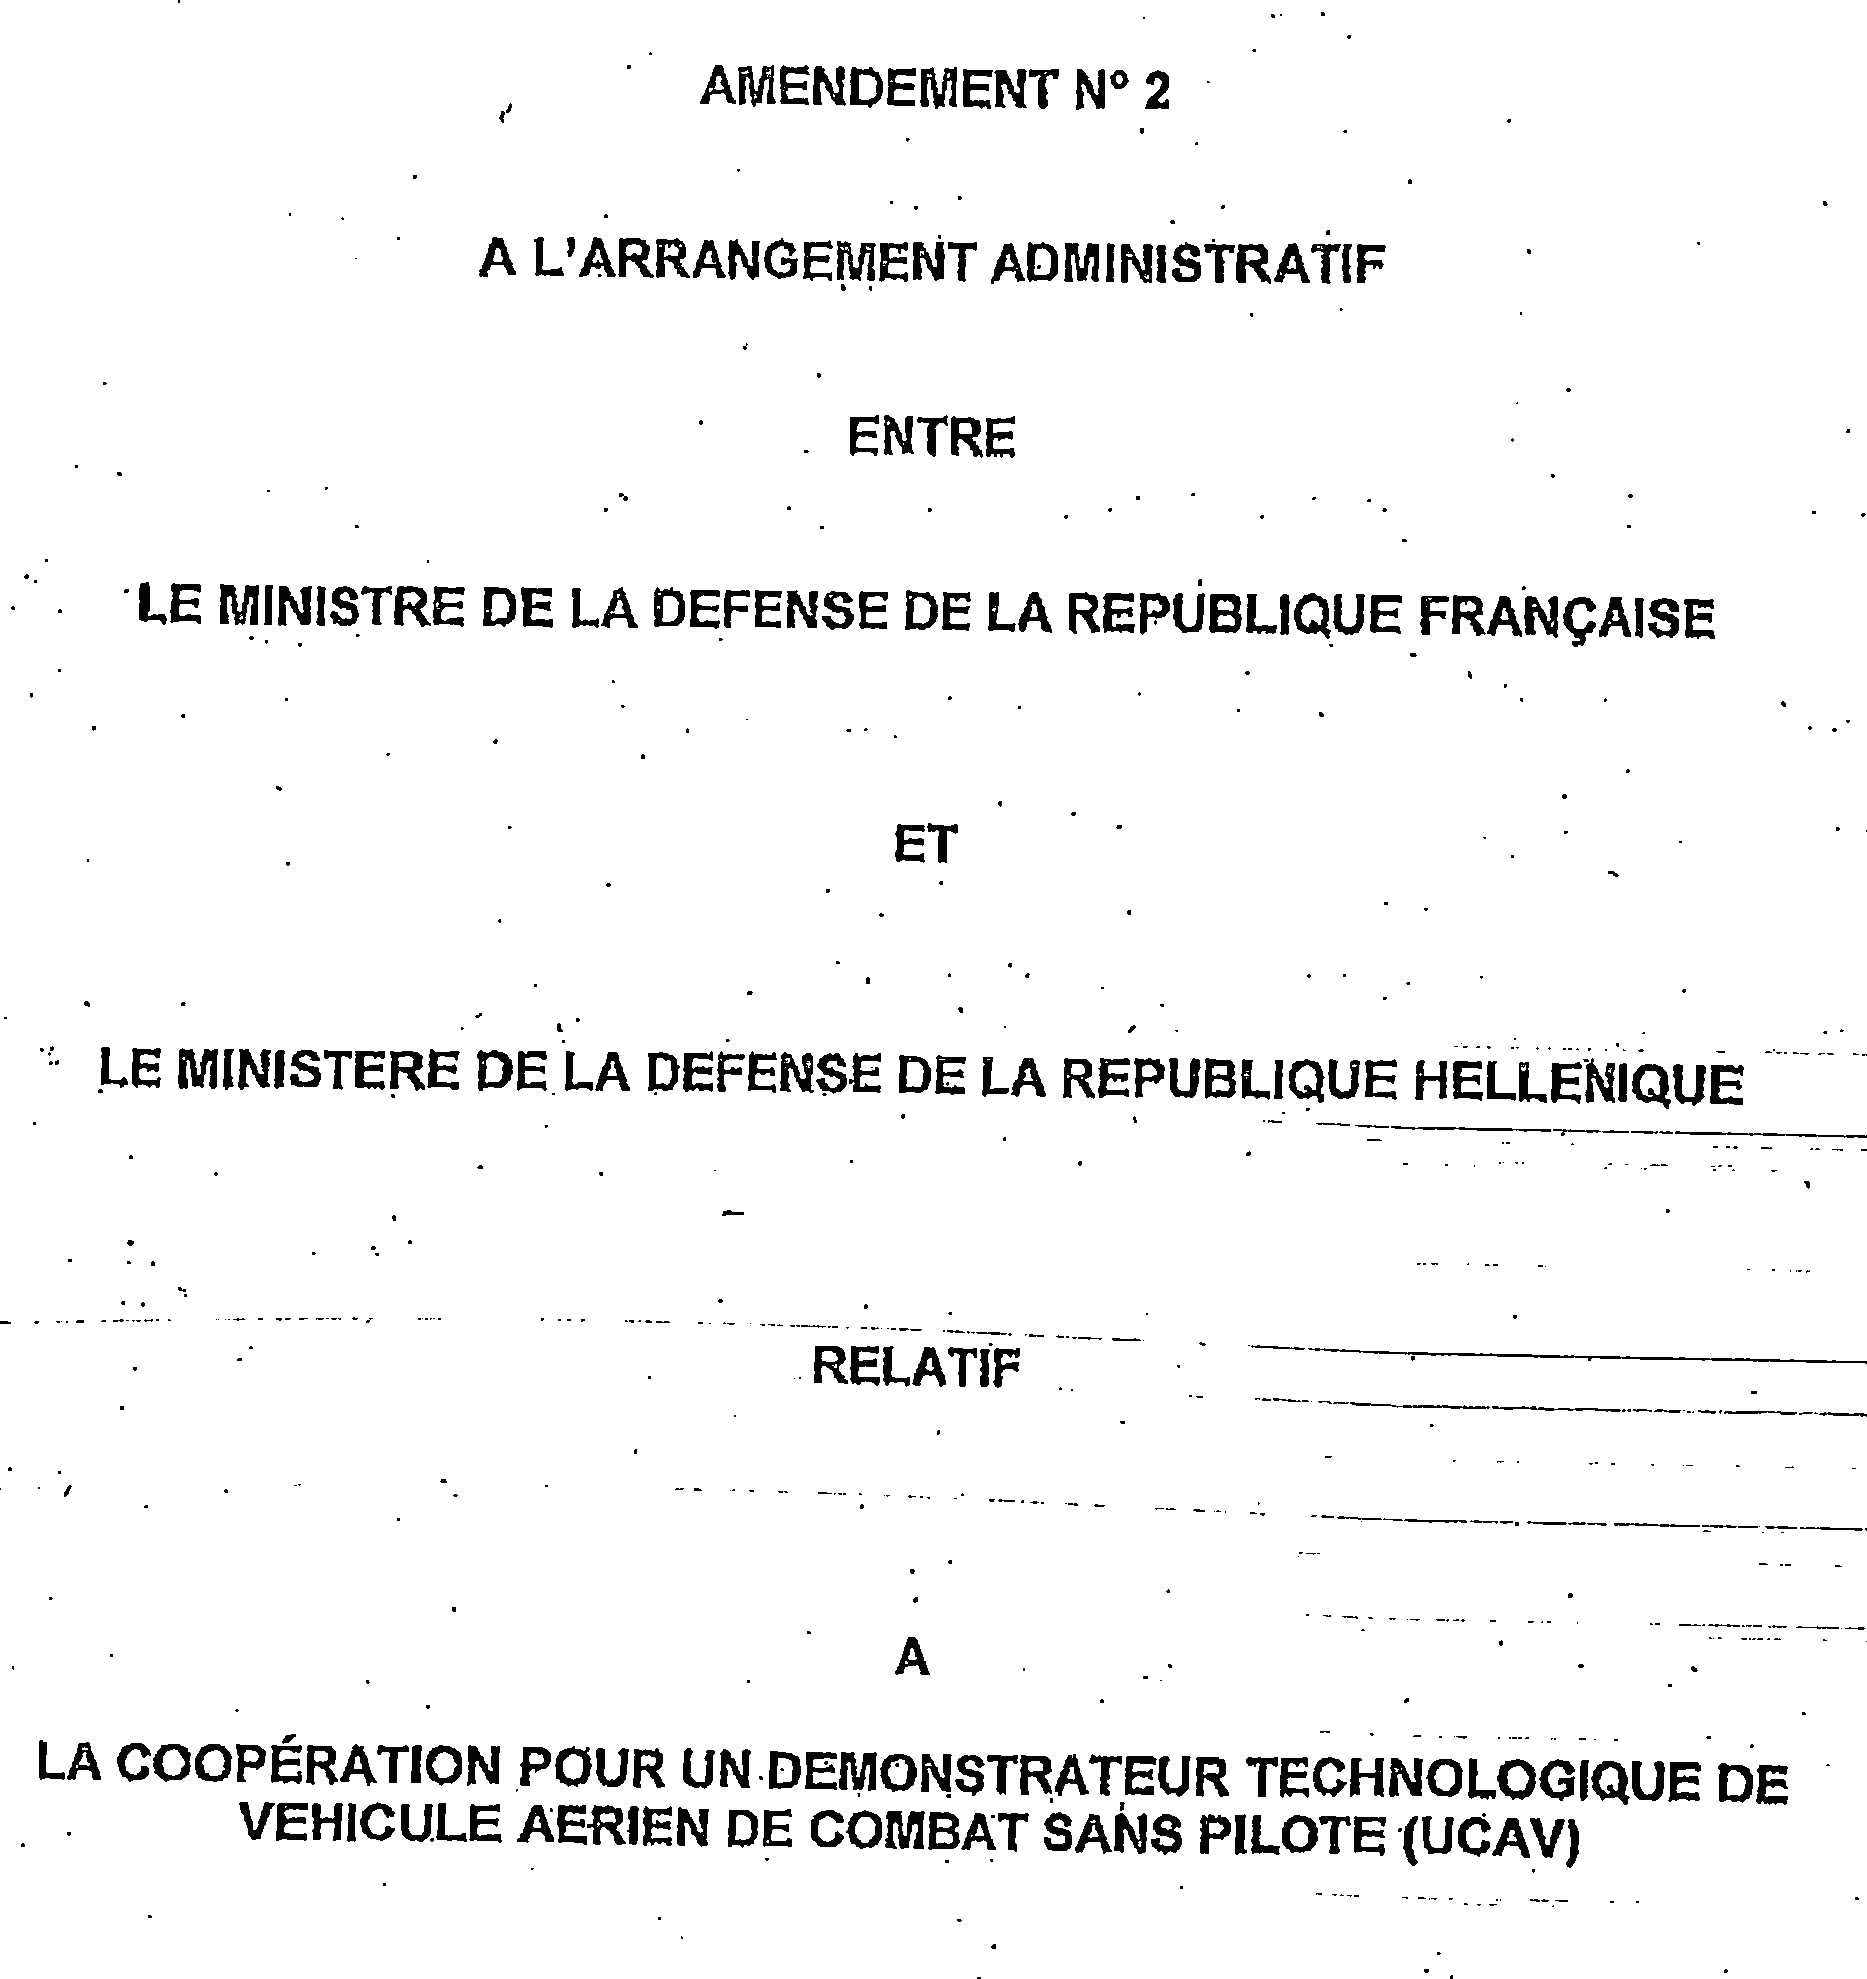 AMENDEMENT N° 2
A L'ARRANGEMENT ADMINISTRATIF
ENTRE
LE MINISTRE DE LA DEFENSE DE LA REPUBLIQUE FRANÇAISE
ET
LE MINISTERE DE LA DEFENSE DE LA REPUBLIQUE HELLENIQUE
RELATIF
A
LA COOPÉRATION POUR UN DEMONSTRATEUR TECHNOLOGIQUE DE
VEHICULE AERIEN DE COMBAT SANS PILOTE (UCAV)